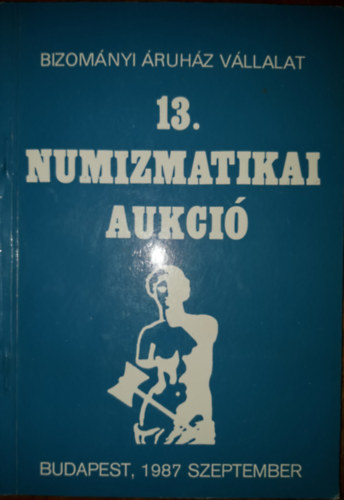 BIZOMÁNYI ÁRUHÁZ VÁLLALAT
13.
NUMIZMATIKAI
AUKCIÓ
BUDAPEST, 1987 SZEPTEMBER